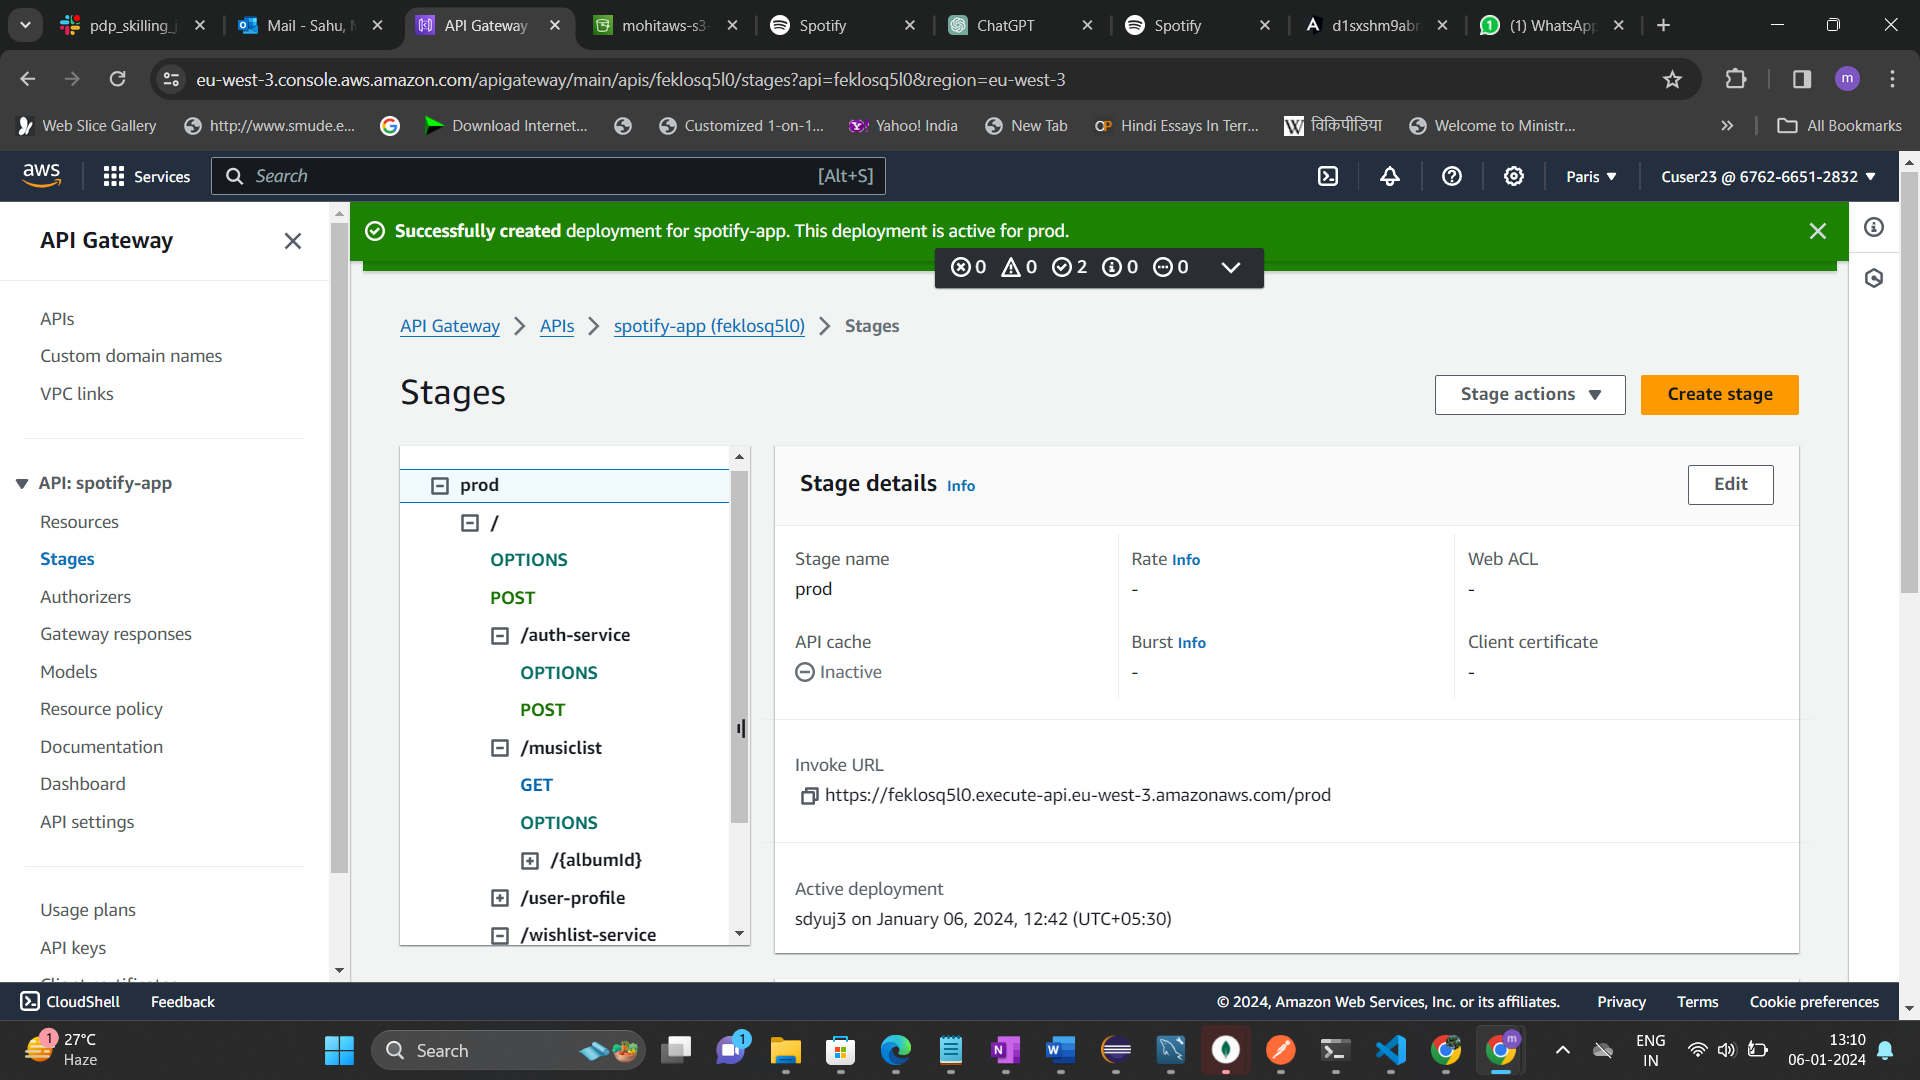 pdp_skilling_j
Mail - Sahu, M
API Gateway
mohitaws-s3-
Spotify
ChatGPT
Spotify
d1sxshm9abn
(1) WhatsApp
eu-west-3.console.aws.amazon.com/apigateway/main/apis/feklosq5l0/stages?api=feklosq5l0&region=eu-west-3
m
Web Slice Gallery
http://www.smude.e...
Download Internet...
Customized 1-on-1...
Yahoo! India
New Tab
OP
Hindi Essays In Terr...
W
विकिपीडिया
Welcome to Ministr...
All Bookmarks
aws
Services
Search
[Alt+S]
Paris
Cuser23 @ 6762-6651-2832
API Gateway
Successfully created deployment for spotify-app. This deployment is active for prod.
0 0 2 0 0
APIs
Custom domain names
VPC links
API: spotify-app
Resources
Stages
Authorizers
Gateway responses
Models
Resource policy
Documentation
Dashboard
API settings
Usage plans
API keys
API Gateway
APIs
spotify-app (feklosq5l0)
Stages
Stages
Stage actions
Create stage
prod
/
OPTIONS
POST
/auth-service
OPTIONS
POST
/musiclist
GET
OPTIONS
/{albumId}
/user-profile
/wishlist-service
Stage details Info
Edit
Stage name
prod
Rate Info
-
Web ACL
-
API cache
Inactive
Burst Info
-
Client certificate
-
Invoke URL
https://feklosq5l0.execute-api.eu-west-3.amazonaws.com/prod
Active deployment
sdyuj3 on January 06, 2024, 12:42 (UTC+05:30)
CloudShell
Feedback
© 2024, Amazon Web Services, Inc. or its affiliates.
Privacy
Terms
Cookie preferences
1
27°C
Haze
Search
1
m
ENG
IN
13:10
06-01-2024